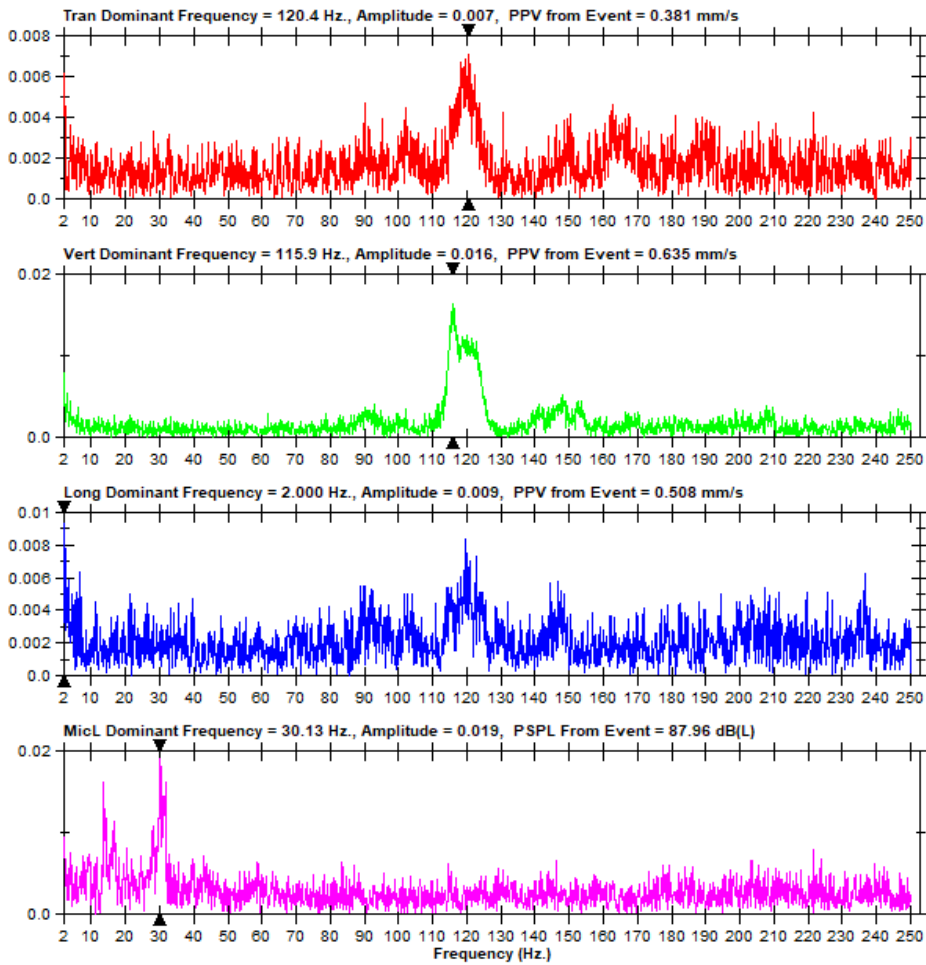 Tran Dominant Frequency = 120.4 Hz., Amplitude = 0.007, PPV from Event = 0.381 mm/s
0.008
0.006
0.004
0.002
0.0
2 10 20 30 40 50 60 70 80 90 100 110 120 130 140 150 160 170 180 190 200 210 220 230 240 250
Vert Dominant Frequency = 115.9 Hz., Amplitude = 0.016, PPV from Event = 0.635 mm/s
0.02
0.0
2 10 20 30 40 50 60 70 80 90 100 110 120 130 140 150 160 170 180 190 200 210 220 230 240 250
Long Dominant Frequency = 2.000 Hz., Amplitude = 0.009, PPV from Event = 0.508 mm/s
0.01
0.008
0.006
0.004
0.002
0.0
2 10 20 30 40 50 60 70 80 90 100 110 120 130 140 150 160 170 180 190 200 210 220 230 240 250
MicL Dominant Frequency = 30.13 Hz., Amplitude = 0.019, PSPL From Event = 87.96 dB(L)
0.02
0.0
2 10 20 30 40 50 60 70 80 90 100 110 120 130 140 150 160 170 180 190 200 210 220 230 240 250
Frequency (Hz.)